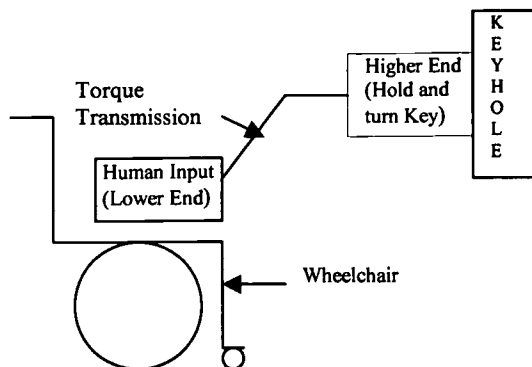 Torque
Transmission
Human Input
(Lower End)
Higher End
(Hold and
turn Key)
K
E
Y
H
O
L
E
Wheelchair